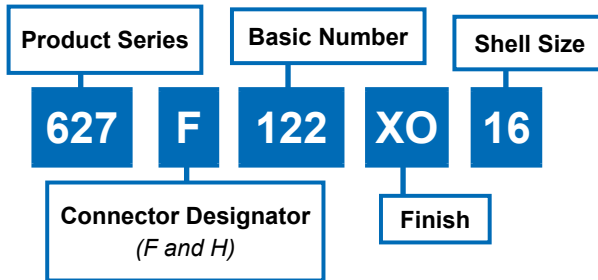 Product Series
Basic Number
Shell Size
627 F 122 XO 16
Connector Designator
(F and H)
Finish